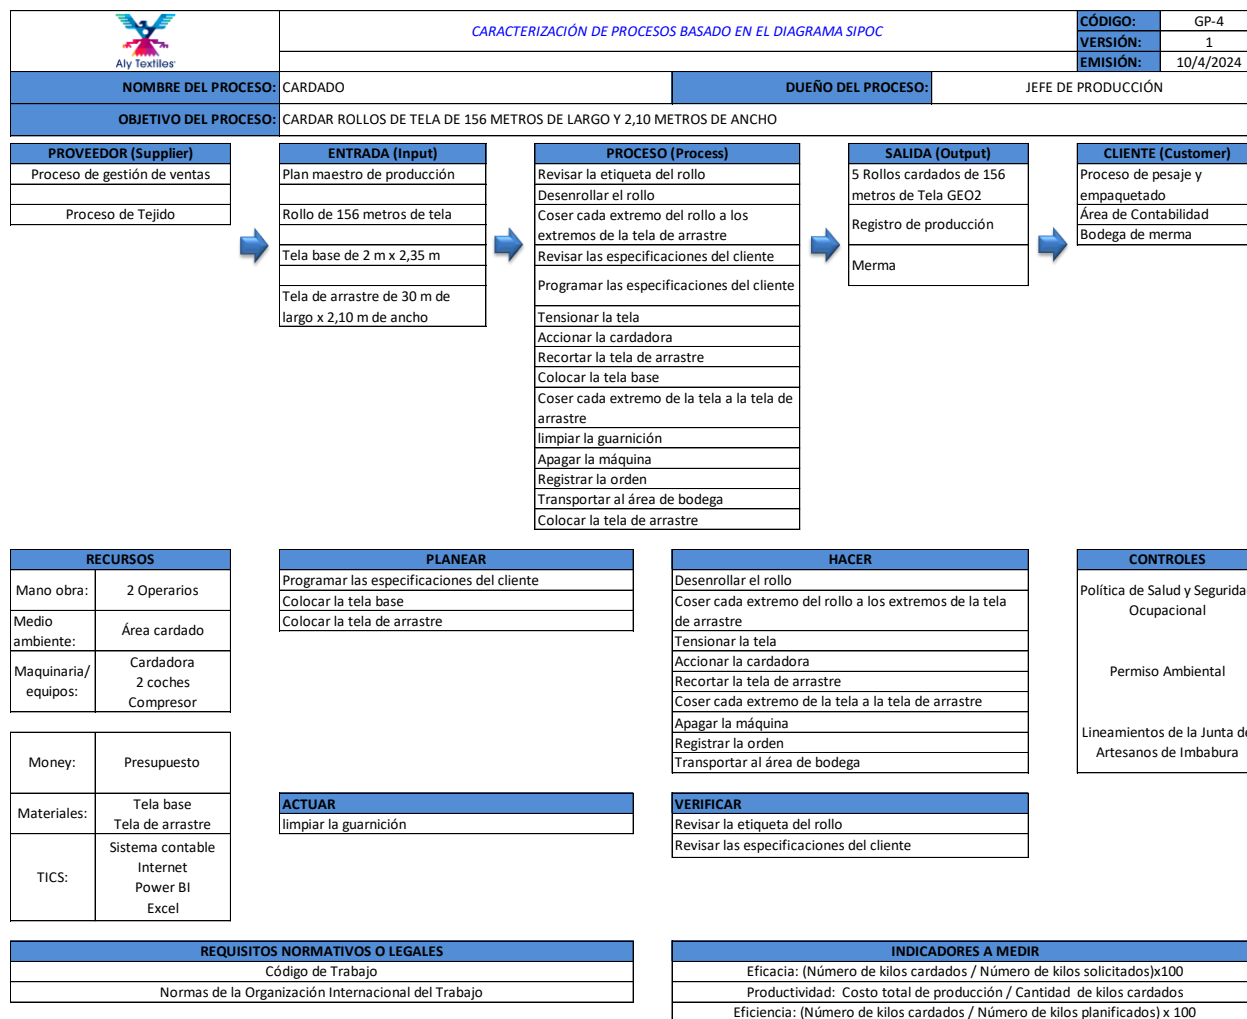 Aly Textiles
CARACTERIZACIÓN DE PROCESOS BASADO EN EL DIAGRAMA SIPOC
CÓDIGO: GP-4
VERSIÓN: 1
EMISIÓN: 10/4/2024
NOMBRE DEL PROCESO: CARDADO
DUEÑO DEL PROCESO: JEFE DE PRODUCCIÓN
OBJETIVO DEL PROCESO: CARDAR ROLLOS DE TELA DE 156 METROS DE LARGO Y 2,10 METROS DE ANCHO
PROVEEDOR (Supplier)
Proceso de gestión de ventas
Proceso de Tejido
ENTRADA (Input)
Plan maestro de producción
Rollo de 156 metros de tela
Tela base de 2 m x 2,35 m
Tela de arrastre de 30 m de
largo x 2,10 m de ancho
PROCESO (Process)
Revisar la etiqueta del rollo
Desenrollar el rollo
Coser cada extremo del rollo a los
extremos de la tela de arrastre
Revisar las especificaciones del cliente
Programar las especificaciones del cliente
Tensionar la tela
Accionar la cardadora
Recortar la tela de arrastre
Colocar la tela base
Coser cada extremo de la tela a la tela de
arrastre
limpiar la guarnición
Apagar la máquina
Registrar la orden
Transportar al área de bodega
Colocar la tela de arrastre
SALIDA (Output)
5 Rollos cardados de 156
metros de Tela GEO2
Registro de producción
Merma
CLIENTE (Customer)
Proceso de pesaje y
empaquetado
Área de Contabilidad
Bodega de merma
RECURSOS
Mano obra: 2 Operarios
Medio
ambiente:
Área cardado
Maquinaria/
equipos:
Cardadora
2 coches
Compresor
Money: Presupuesto
Materiales:
Tela base
Tela de arrastre
TICS:
Sistema contable
Internet
Power BI
Excel
PLANEAR
Programar las especificaciones del cliente
Colocar la tela base
Colocar la tela de arrastre
HACER
Desenrollar el rollo
Coser cada extremo del rollo a los extremos de la tela
de arrastre
Tensionar la tela
Accionar la cardadora
Recortar la tela de arrastre
Coser cada extremo de la tela a la tela de arrastre
Apagar la máquina
Registrar la orden
Transportar al área de bodega
CONTROLES
Política de Salud y Segurida
Ocupacional
Permiso Ambiental
Lineamientos de la Junta de
Artesanos de Imbabura
ACTUAR
limpiar la guarnición
VERIFICAR
Revisar la etiqueta del rollo
Revisar las especificaciones del cliente
REQUISITOS NORMATIVOS O LEGALES
Código de Trabajo
Normas de la Organización Internacional del Trabajo
INDICADORES A MEDIR
Eficacia: (Número de kilos cardados / Número de kilos solicitados)x100
Productividad: Costo total de producción / Cantidad de kilos cardados
Eficiencia: (Número de kilos cardados / Número de kilos planificados) x 100